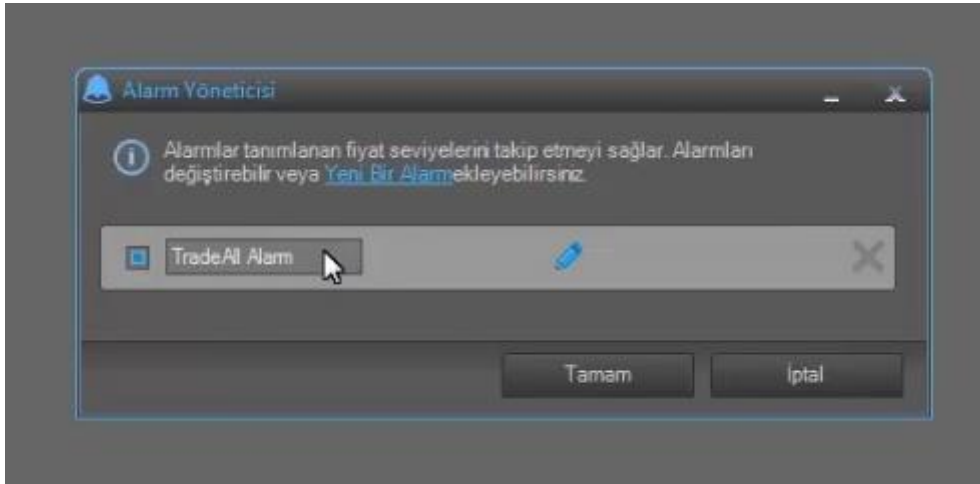 Alarm Yöneticisi
Alarmlar tanımlanan fiyat seviyelerini takip etmeyi sağlar. Alarmları
değiştirebilir veya Yeni Bir Alarmekleyebilirsiniz.
TradeAll Alarm
Tamam İptal